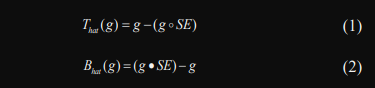 T_hat(g) = g − (g ∘ SE) (1)
B_hat(g) = (g • SE) − g (2)